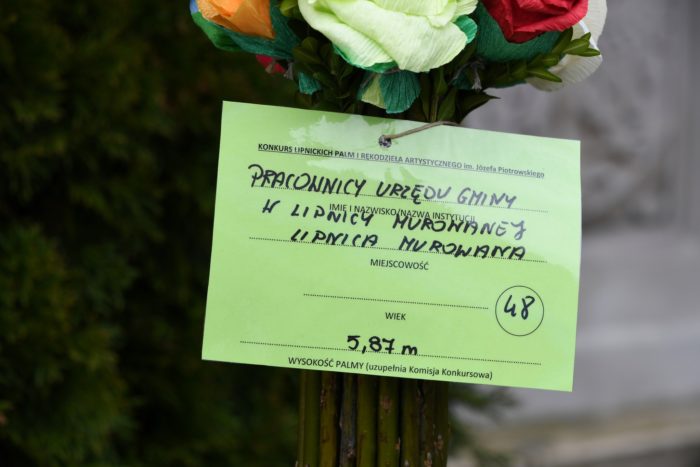 KONKURS LIPNICKICH PALM I RĘKODZIEŁA ARTYSTYCZNEGO im. Józefa Piotrowskiego
PRACOWNICY URZĘDU GMINY
IMIĘ I NAZWISKO/NAZWA INSTYTUCJI
W LIPNICY MUROWANEJ
LIPNICA MUROWANA
MIEJSCOWOŚĆ
48
WIEK
5,87 m
WYSOKOŚĆ PALMY (uzupełnia Komisja Konkursowa)